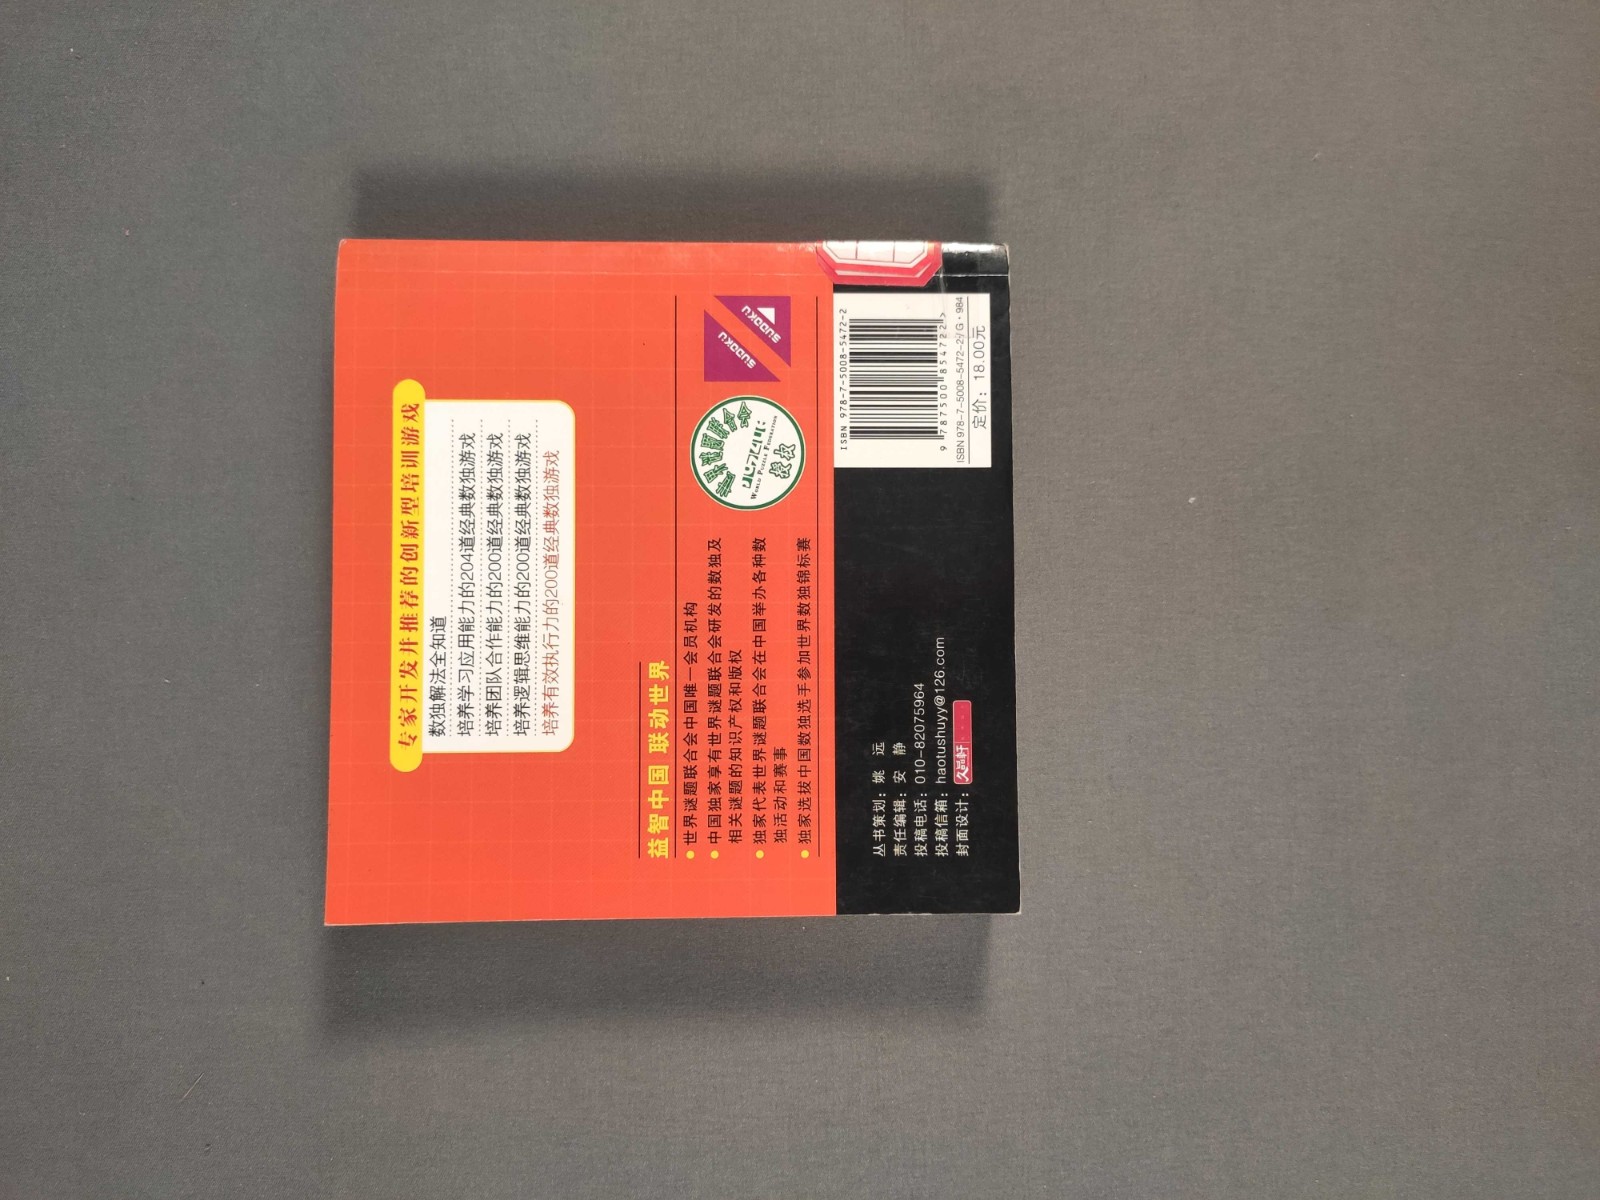 专家开发并推荐的创新型培训游戏
数独解法全知道
培养学习应用能力的204道经典数独游戏
培养团队合作能力的200道经典数独游戏
培养逻辑思维能力的200道经典数独游戏
培养有效执行力的200道经典数独游戏
益智中国 联动世界
●世界谜题联合会中国唯一会员机构
●中国独家享有世界谜题联合会研发的数独及
相关谜题的知识产权和版权
●独家代表世界谜题联合会在中国举办各种数
独活动和赛事
●独家选拔中国数独选手参加世界数独锦标赛
世界谜题联合会
WORLD PUZZLE FEDERATION
授权
SUDOKU
SUDOKU
丛书策划：姚 远
责任编辑：安 静
投稿电话：010-82075964
投稿信箱：haotushuyy@126.com
封面设计：久品轩
ISBN 978-7-5008-5472-2
9 787500 854722>
ISBN 978-7-5008-5472-2/G·984
定价：18.00元